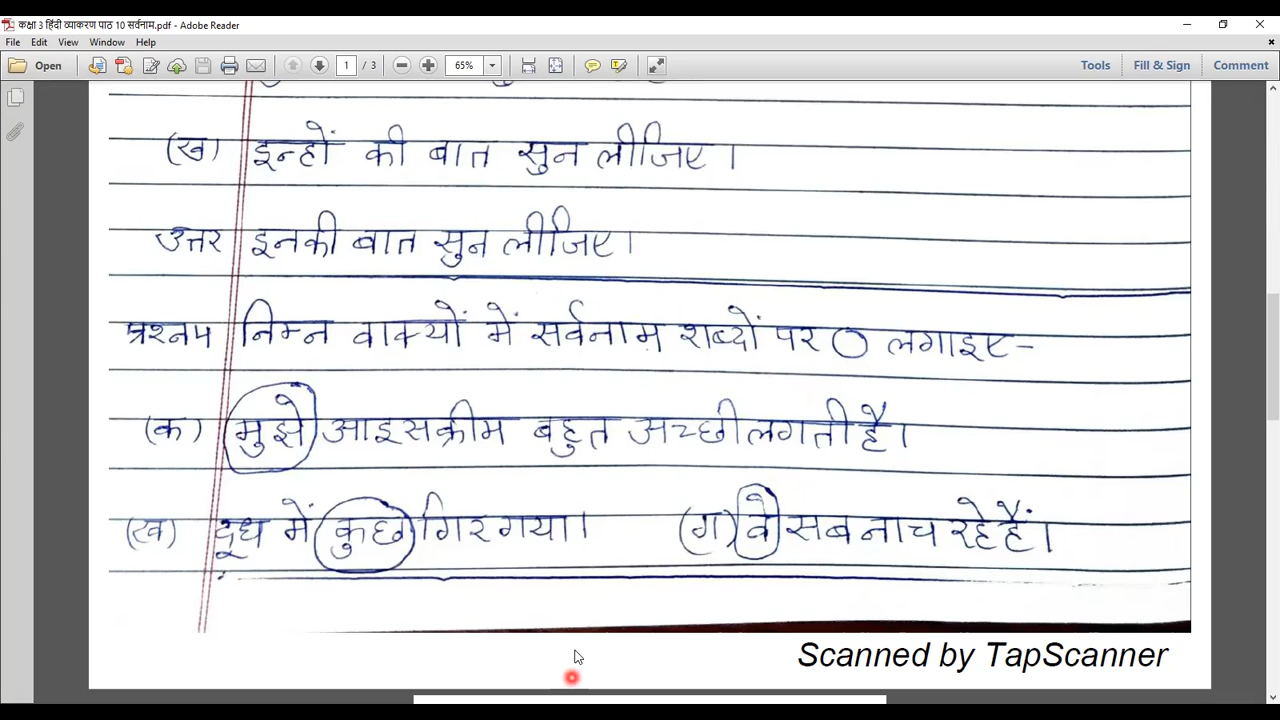 कक्षा 3 हिंदी व्याकरण पाठ 10 सर्वनाम.pdf - Adobe Reader
File Edit View Window Help
Open 1 / 3 65% Tools Fill & Sign Comment
(ख) इन्हों की बात सुन लीजिए।
उत्तर इनकी बात सुन लीजिए।
प्रश्न५ निम्न वाक्यों में सर्वनाम शब्दों पर ○ लगाइए-
(क) मुझे आइसक्रीम बहुत अच्छी लगती है।
(ख) दूध में कुछ गिर गया। (ग) वे सब नाच रहे हैं।
Scanned by TapScanner